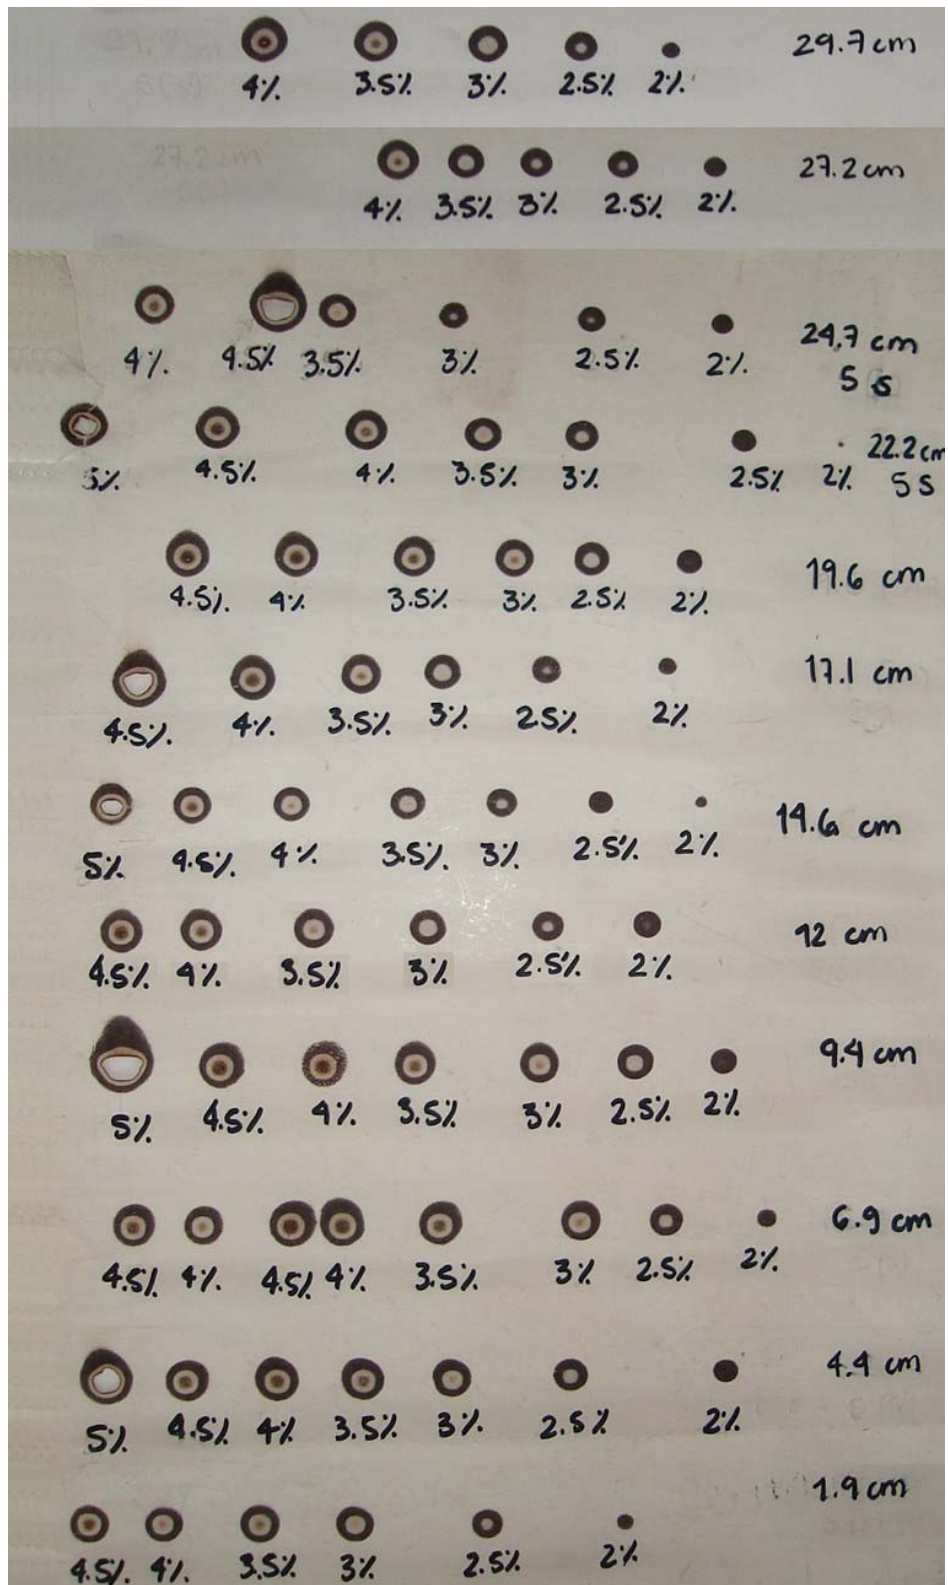 29.7 cm
4% 3.5% 3% 2.5% 2%
27.2 cm 27.2 cm
4% 3.5% 3% 2.5% 2%
24.7 cm
4% 4.5% 3.5% 3% 2.5% 2%
5 s
22.2 cm
5% 4.5% 4% 3.5% 3% 2.5% 2% 5 S
19.6 cm
4.5% 4% 3.5% 3% 2.5% 2%
17.1 cm
4.5% 4% 3.5% 3% 2.5% 2%
14.6 cm
5% 4.5% 4% 3.5% 3% 2.5% 2%
12 cm
4.5% 4% 3.5% 3% 2.5% 2%
9.4 cm
5% 4.5% 4% 3.5% 3% 2.5% 2%
6.9 cm
4.5% 4% 4.5% 4% 3.5% 3% 2.5% 2%
4.4 cm
5% 4.5% 4% 3.5% 3% 2.5% 2%
1.9 cm
4.5% 4% 3.5% 3% 2.5% 2%